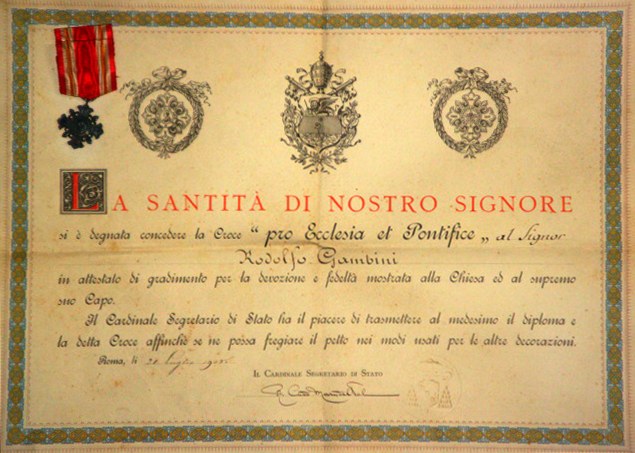 LA SANTITÀ DI NOSTRO SIGNORE
si è degnata concedere la Croce "pro Ecclesia et Pontifice„ al Signor
Rodolfo Gambini
in attestato di gradimento per la devozione e fedeltà mostrata alla Chiesa ed al supremo
suo Capo.
Il Cardinale Segretario di Stato ha il piacere di trasmettere al medesimo il diploma e
la detta Croce affinchè se ne possa fregiare il petto nei modi usati per le altre decorazioni.
Roma, li luglio
IL CARDINALE SEGRETARIO DI STATO